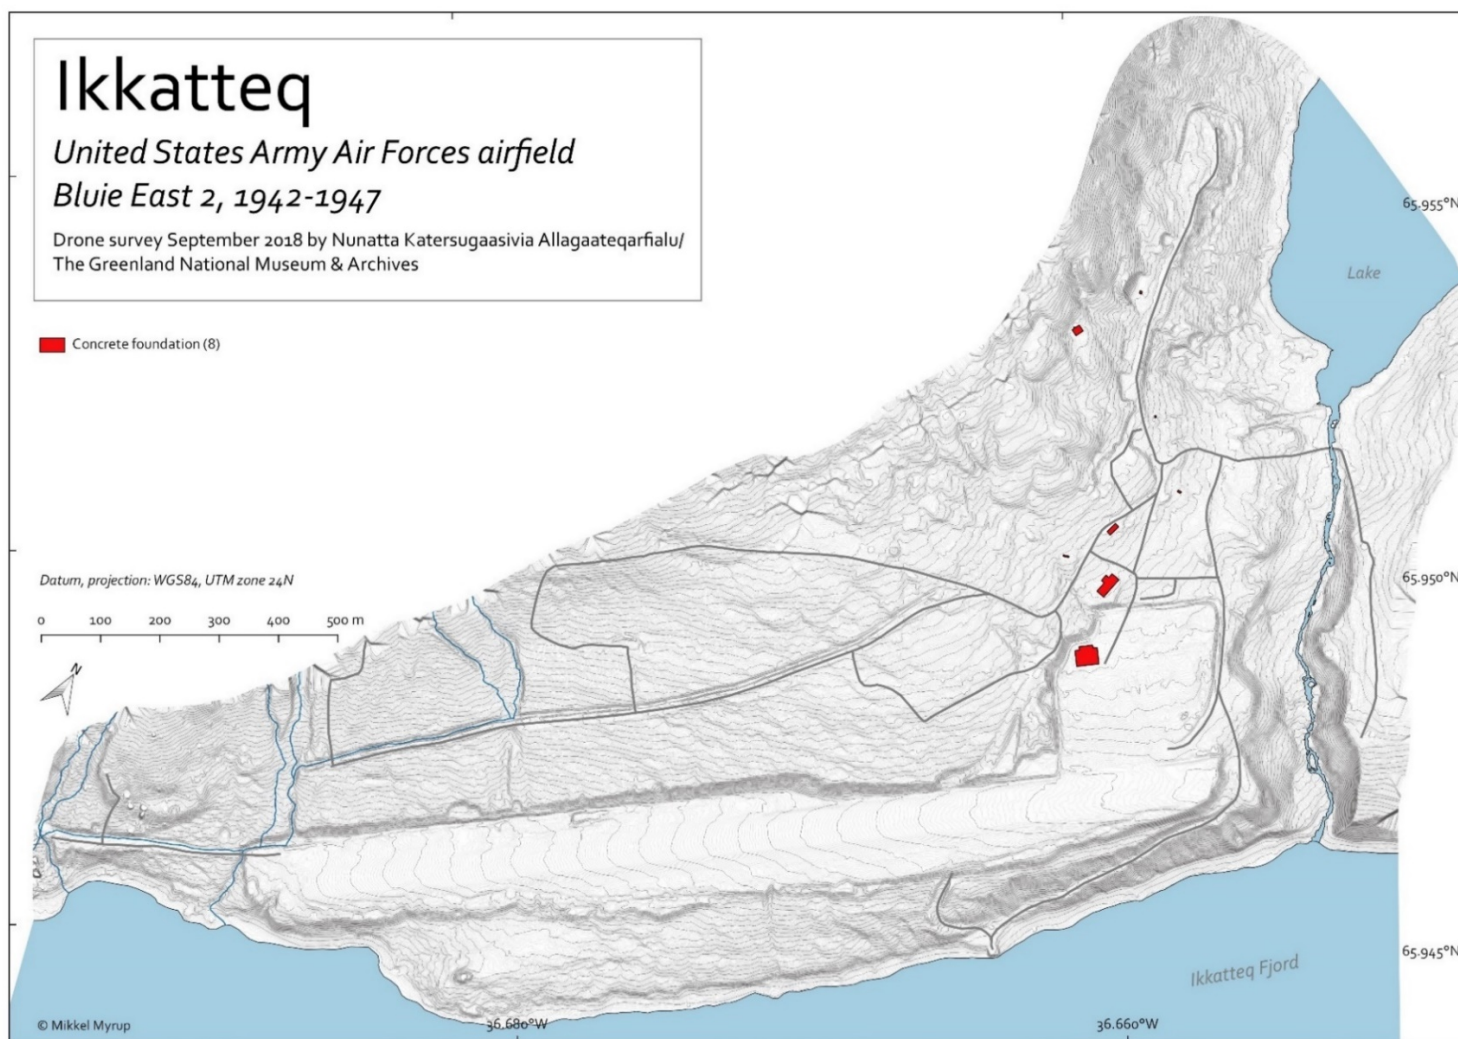 Ikkatteq
United States Army Air Forces airfield
Bluie East 2, 1942-1947
Drone survey September 2018 by Nunatta Katersugaasivia Allagaateqarfialu/
The Greenland National Museum & Archives
Concrete foundation (8)
65.955°N
Lake
Datum, projection: WGS84, UTM zone 24N
0 100 200 300 400 500 m
65.950°N
N
65.945°N
Ikkatteq Fjord
© Mikkel Myrup
36.680°W
36.660°W